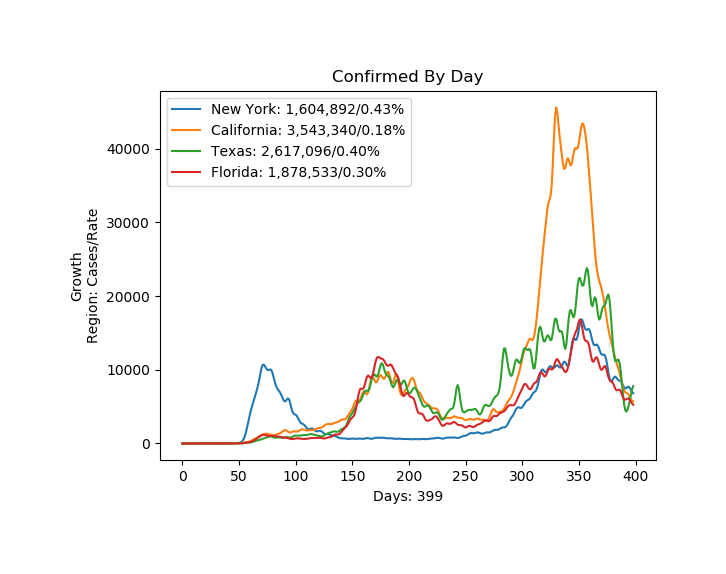 Confirmed By Day
New York: 1,604,892/0.43%
California: 3,543,340/0.18%
Texas: 2,617,096/0.40%
Florida: 1,878,533/0.30%
Growth
Region: Cases/Rate
40000
30000
20000
10000
0
0 50 100 150 200 250 300 350 400
Days: 399